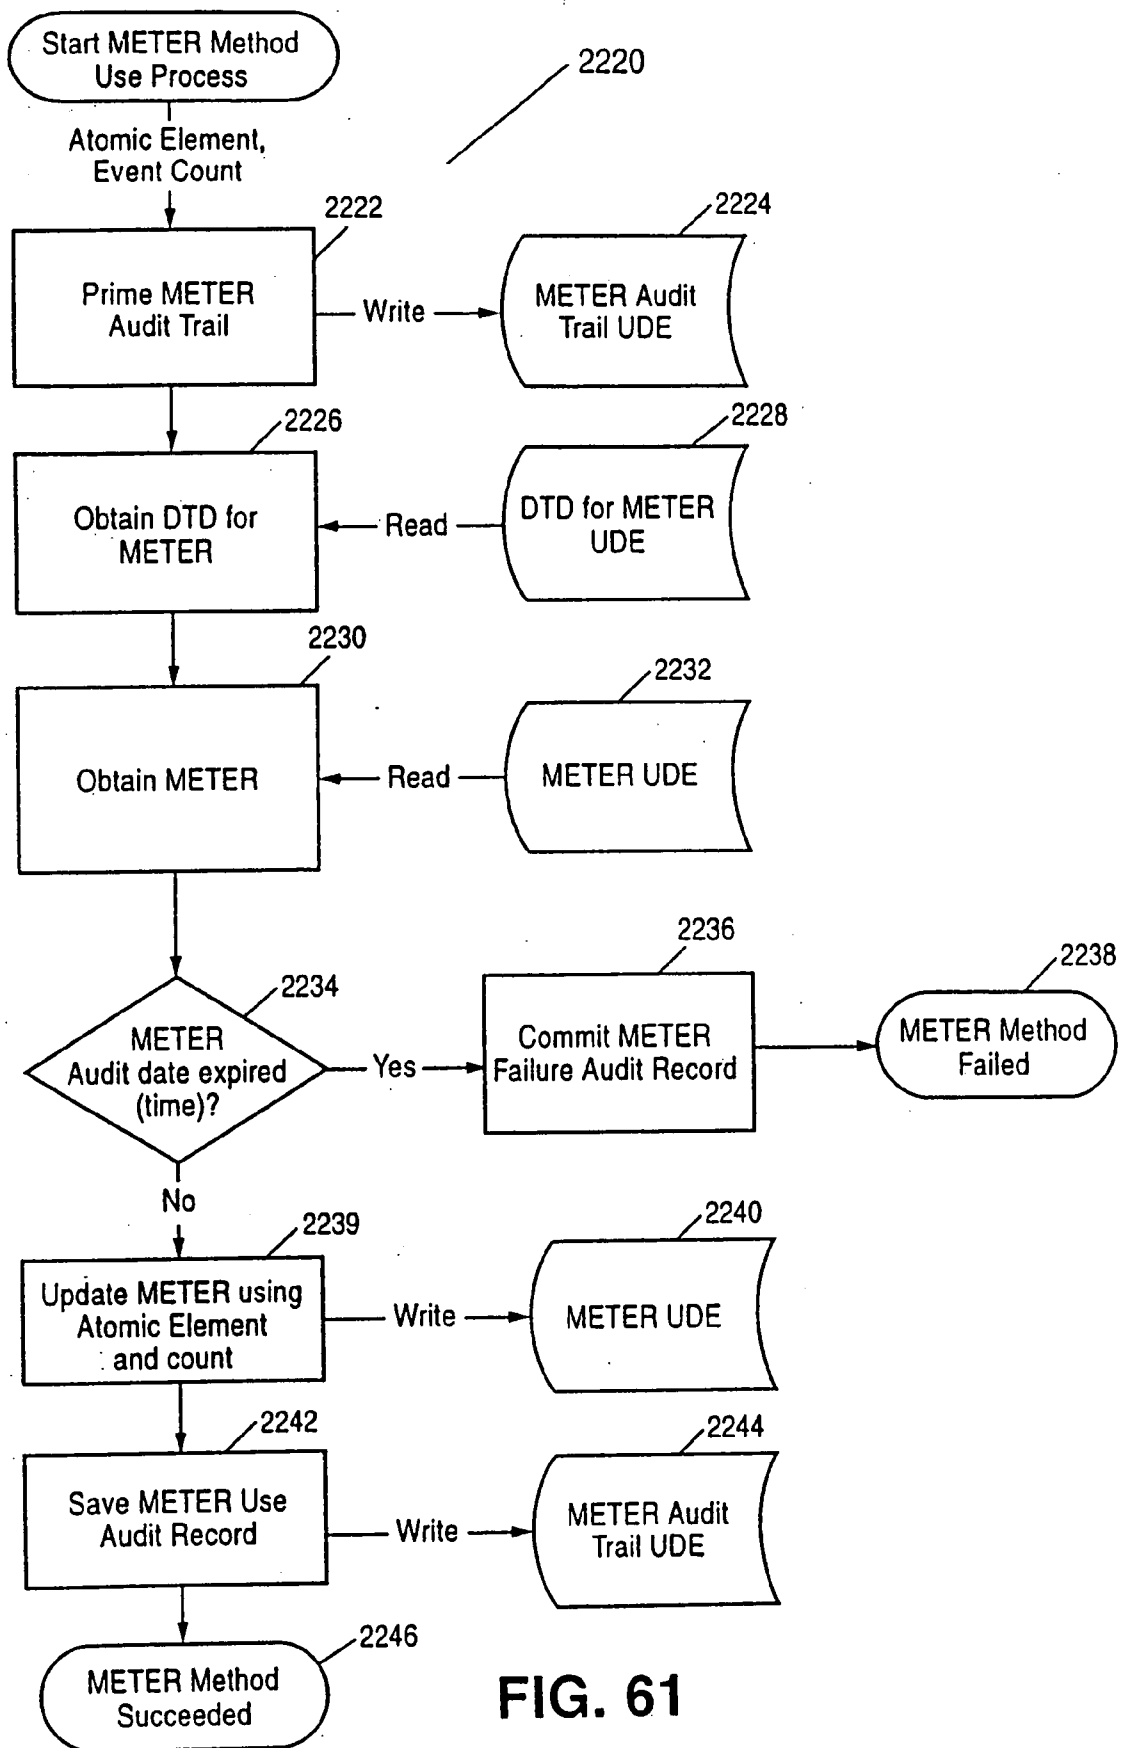 Start METER Method
Use Process
2220
Atomic Element,
Event Count
2222
2224
Prime METER
Audit Trail
Write
METER Audit
Trail UDE
2226
2228
Obtain DTD for
METER
Read
DTD for METER
UDE
2230
2232
Obtain METER
Read
METER UDE
2234
2236
2238
METER
Audit date expired
(time)?
Yes
Commit METER
Failure Audit Record
METER Method
Failed
No
2239
2240
Update METER using
Atomic Element
and count
Write
METER UDE
2242
2244
Save METER Use
Audit Record
Write
METER Audit
Trail UDE
2246
METER Method
Succeeded
FIG. 61